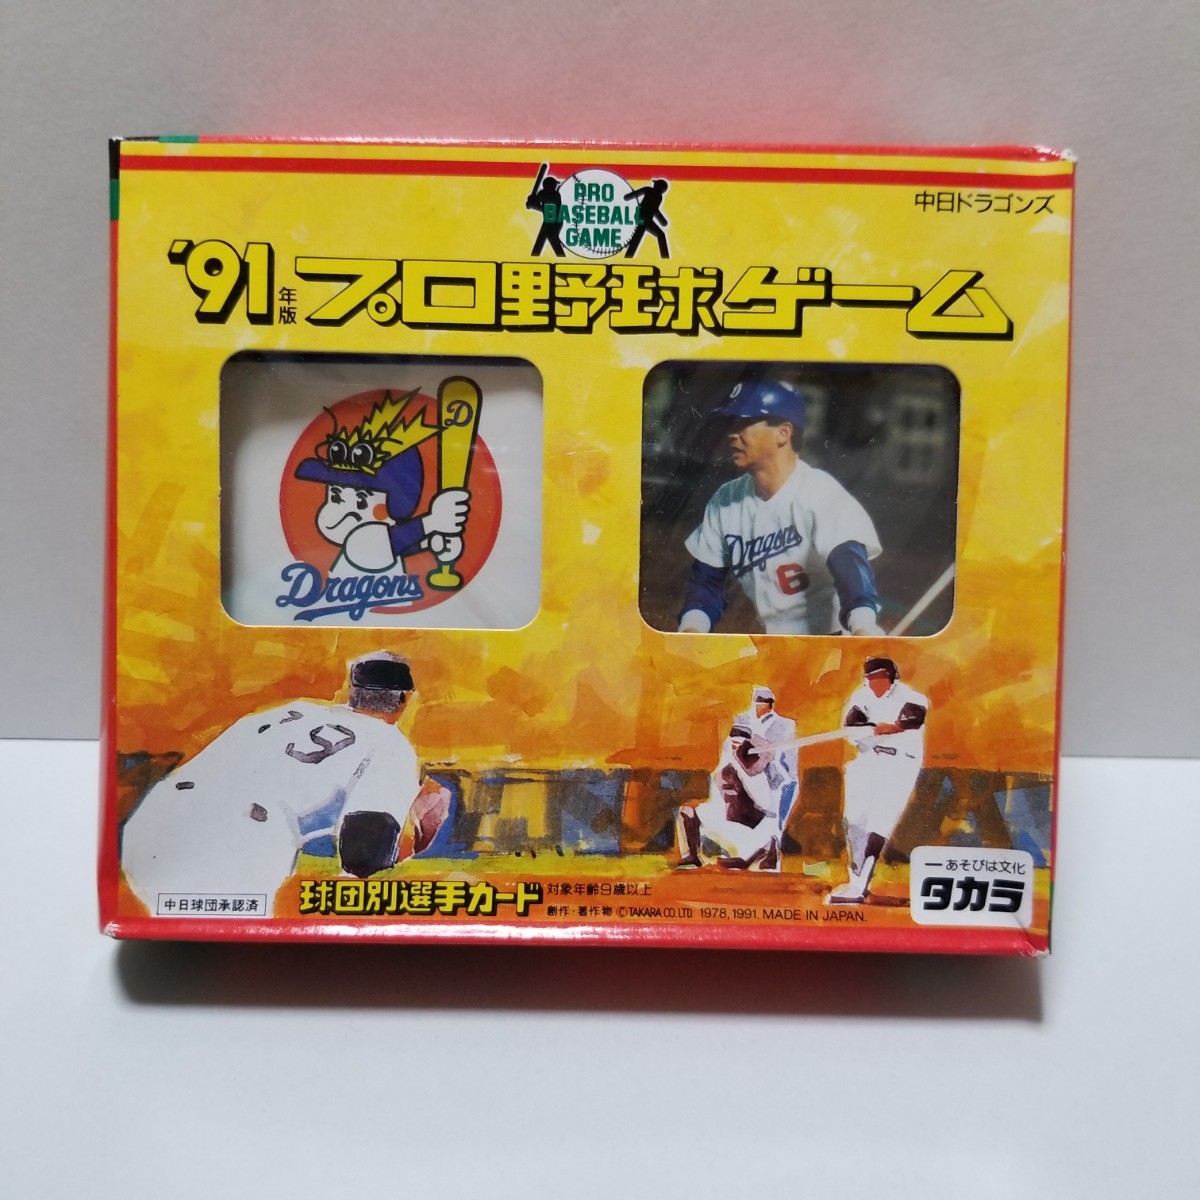 PRO
BASEBALL
GAME
中日ドラゴンズ
'91年版 プロ野球ゲーム
D
Dragons
D
Dragons
6
中日球団承認済
球団別選手カード
対象年齢9歳以上
創作・著作物 ©TAKARA CO.,LTD. 1978, 1991. MADE IN JAPAN.
あそびは文化
タカラ